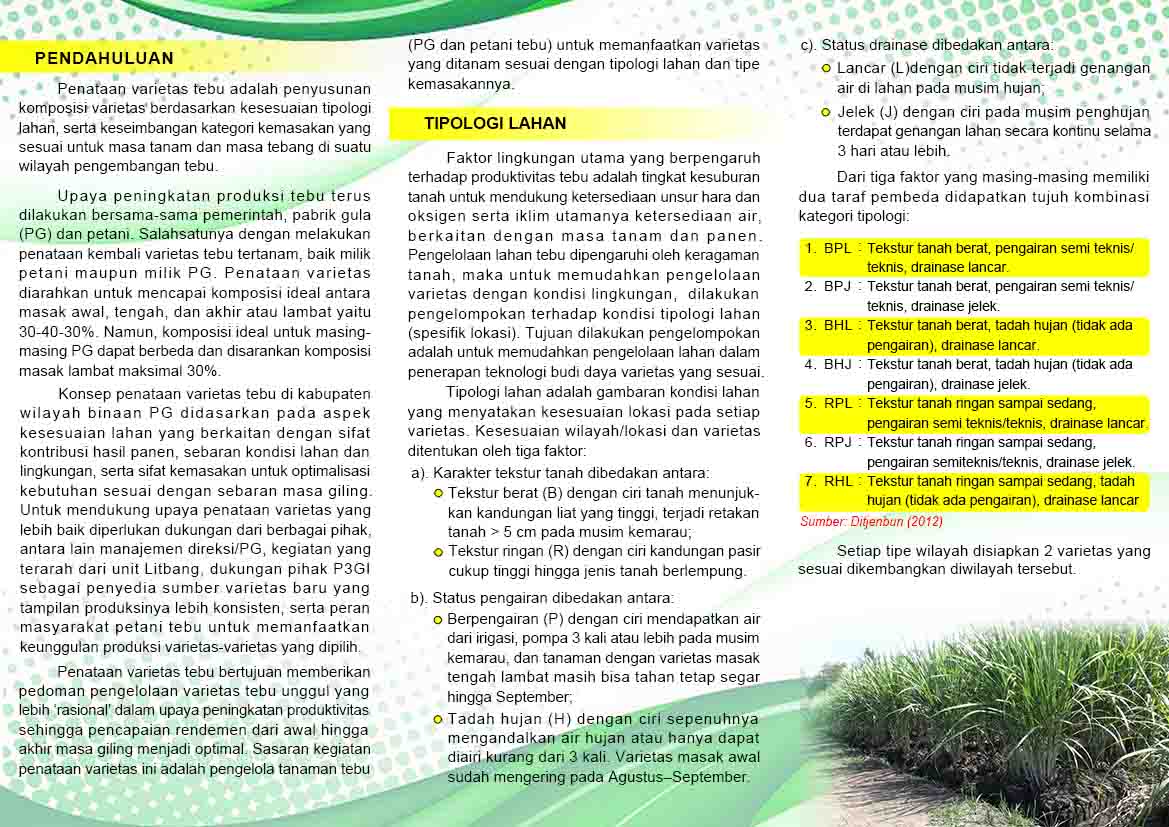 PENDAHULUAN
Penataan varietas tebu adalah penyusunan
komposisi varietas berdasarkan kesesuaian tipologi
lahan, serta keseimbangan kategori kemasakan yang
sesuai untuk masa tanam dan masa tebang di suatu
wilayah pengembangan tebu.
Upaya peningkatan produksi tebu terus
dilakukan bersama-sama pemerintah, pabrik gula
(PG) dan petani. Salahsatunya dengan melakukan
penataan kembali varietas tebu tertanam, baik milik
petani maupun milik PG. Penataan varietas
diarahkan untuk mencapai komposisi ideal antara
masak awal, tengah, dan akhir atau lambat yaitu
30-40-30%. Namun, komposisi ideal untuk masing-
masing PG dapat berbeda dan disarankan komposisi
masak lambat maksimal 30%.
Konsep penataan varietas tebu di kabupaten
wilayah binaan PG didasarkan pada aspek
kesesuaian lahan yang berkaitan dengan sifat
kontribusi hasil panen, sebaran kondisi lahan dan
lingkungan, serta sifat kemasakan untuk optimalisasi
kebutuhan sesuai dengan sebaran masa giling.
Untuk mendukung upaya penataan varietas yang
lebih baik diperlukan dukungan dari berbagai pihak,
antara lain manajemen direksi/PG, kegiatan yang
terarah dari unit Litbang, dukungan pihak P3GI
sebagai penyedia sumber varietas baru yang
tampilan produksinya lebih konsisten, serta peran
masyarakat petani tebu untuk memanfaatkan
keunggulan produksi varietas-varietas yang dipilih.
Penataan varietas tebu bertujuan memberikan
pedoman pengelolaan varietas tebu unggul yang
lebih 'rasional' dalam upaya peningkatan produktivitas
sehingga pencapaian rendemen dari awal hingga
akhir masa giling menjadi optimal. Sasaran kegiatan
penataan varietas ini adalah pengelola tanaman tebu
(PG dan petani tebu) untuk memanfaatkan varietas
yang ditanam sesuai dengan tipologi lahan dan tipe
kemasakannya.
TIPOLOGI LAHAN
Faktor lingkungan utama yang berpengaruh
terhadap produktivitas tebu adalah tingkat kesuburan
tanah untuk mendukung ketersediaan unsur hara dan
oksigen serta iklim utamanya ketersediaan air,
berkaitan dengan masa tanam dan panen.
Pengelolaan lahan tebu dipengaruhi oleh keragaman
tanah, maka untuk memudahkan pengelolaan
varietas dengan kondisi lingkungan, dilakukan
pengelompokan terhadap kondisi tipologi lahan
(spesifik lokasi). Tujuan dilakukan pengelompokan
adalah untuk memudahkan pengelolaan lahan dalam
penerapan teknologi budi daya varietas yang sesuai.
Tipologi lahan adalah gambaran kondisi lahan
yang menyatakan kesesuaian lokasi pada setiap
varietas. Kesesuaian wilayah/lokasi dan varietas
ditentukan oleh tiga faktor:
a). Karakter tekstur tanah dibedakan antara:
Tekstur berat (B) dengan ciri tanah menunjuk-
kan kandungan liat yang tinggi, terjadi retakan
tanah > 5 cm pada musim kemarau;
Tekstur ringan (R) dengan ciri kandungan pasir
cukup tinggi hingga jenis tanah berlempung.
b). Status pengairan dibedakan antara:
Berpengairan (P) dengan ciri mendapatkan air
dari irigasi, pompa 3 kali atau lebih pada musim
kemarau, dan tanaman dengan varietas masak
tengah lambat masih bisa tahan tetap segar
hingga September;
Tadah hujan (H) dengan ciri sepenuhnya
mengandalkan air hujan atau hanya dapat
diairi kurang dari 3 kali. Varietas masak awal
sudah mengering pada Agustus–September.
c). Status drainase dibedakan antara:
Lancar (L)dengan ciri tidak terjadi genangan
air di lahan pada musim hujan;
Jelek (J) dengan ciri pada musim penghujan
terdapat genangan lahan secara kontinu selama
3 hari atau lebih.
Dari tiga faktor yang masing-masing memiliki
dua taraf pembeda didapatkan tujuh kombinasi
kategori tipologi:
1. BPL : Tekstur tanah berat, pengairan semi teknis/
teknis, drainase lancar.
2. BPJ : Tekstur tanah berat, pengairan semi teknis/
teknis, drainase jelek.
3. BHL : Tekstur tanah berat, tadah hujan (tidak ada
pengairan), drainase lancar.
4. BHJ : Tekstur tanah berat, tadah hujan (tidak ada
pengairan), drainase jelek.
5. RPL : Tekstur tanah ringan sampai sedang,
pengairan semi teknis/teknis, drainase lancar.
6. RPJ : Tekstur tanah ringan sampai sedang,
pengairan semiteknis/teknis, drainase jelek.
7. RHL : Tekstur tanah ringan sampai sedang, tadah
hujan (tidak ada pengairan), drainase lancar
Sumber: Ditjenbun (2012)
Setiap tipe wilayah disiapkan 2 varietas yang
sesuai dikembangkan diwilayah tersebut.